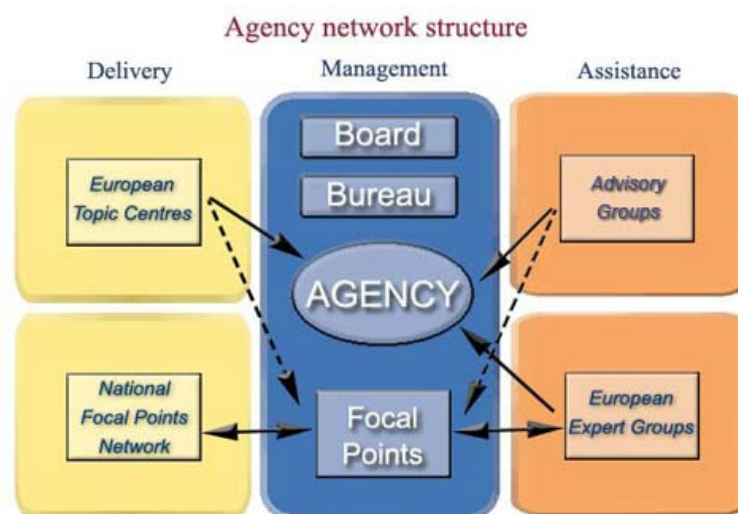 Agency network structure
Delivery
Management
Assistance
Board
Bureau
European
Topic Centres
Advisory
Groups
AGENCY
National
Focal Points
Network
Focal
Points
European
Expert Groups